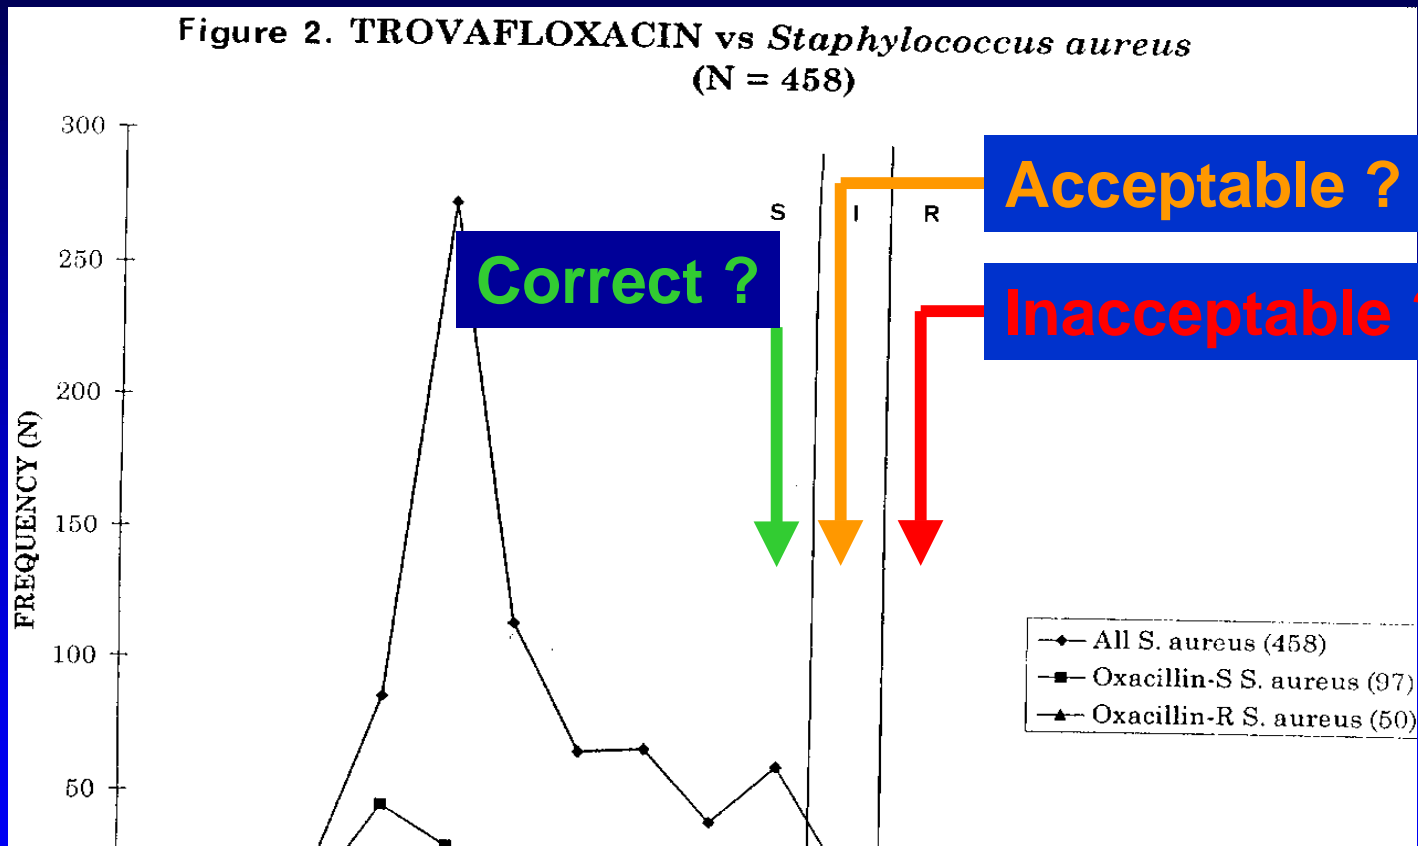 Figure 2. TROVAFLOXACIN vs Staphylococcus aureus
(N = 458)
300
250
200
150
100
50
FREQUENCY (N)
S
I
R
Correct ?
Acceptable ?
Inacceptable ?
All S. aureus (458)
Oxacillin-S S. aureus (97)
Oxacillin-R S. aureus (50)